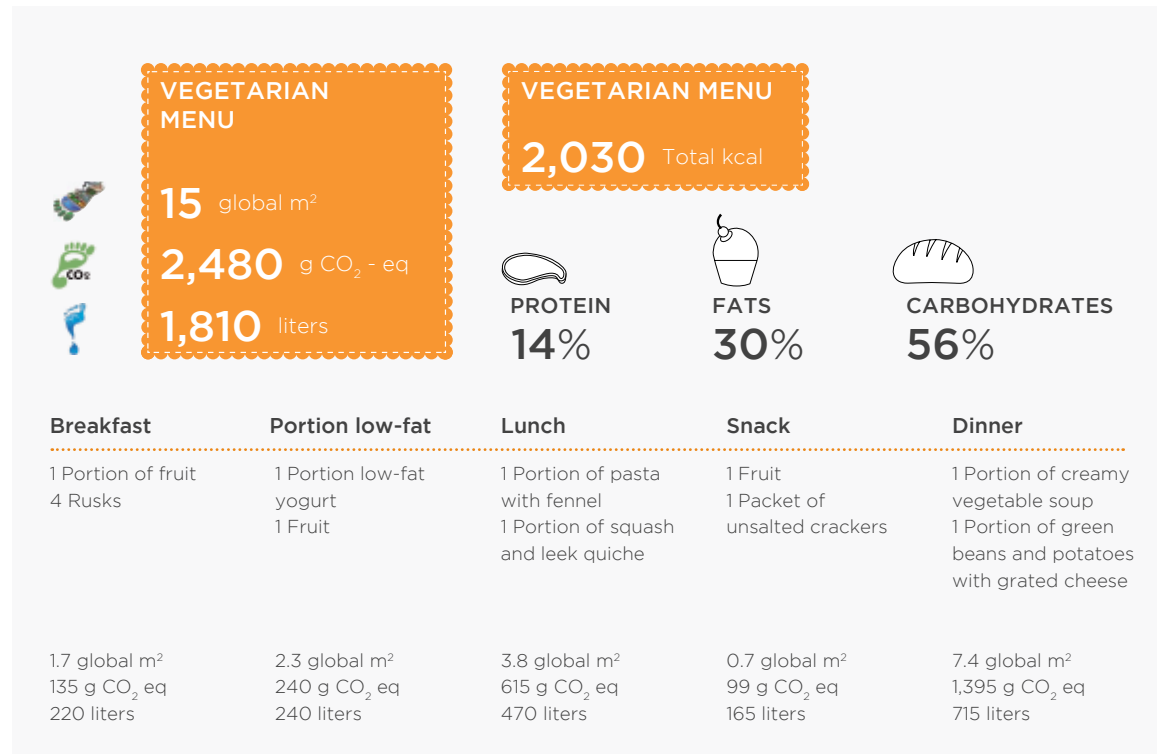 VEGETARIAN
MENU
15 global m²
2,480 g CO₂ - eq
1,810 liters
CO₂
VEGETARIAN MENU
2,030 Total kcal
PROTEIN
14%
FATS
30%
CARBOHYDRATES
56%
Breakfast
1 Portion of fruit
4 Rusks
1.7 global m²
135 g CO₂ eq
220 liters
Portion low-fat
1 Portion low-fat
yogurt
1 Fruit
2.3 global m²
240 g CO₂ eq
240 liters
Lunch
1 Portion of pasta
with fennel
1 Portion of squash
and leek quiche
3.8 global m²
615 g CO₂ eq
470 liters
Snack
1 Fruit
1 Packet of
unsalted crackers
0.7 global m²
99 g CO₂ eq
165 liters
Dinner
1 Portion of creamy
vegetable soup
1 Portion of green
beans and potatoes
with grated cheese
7.4 global m²
1,395 g CO₂ eq
715 liters